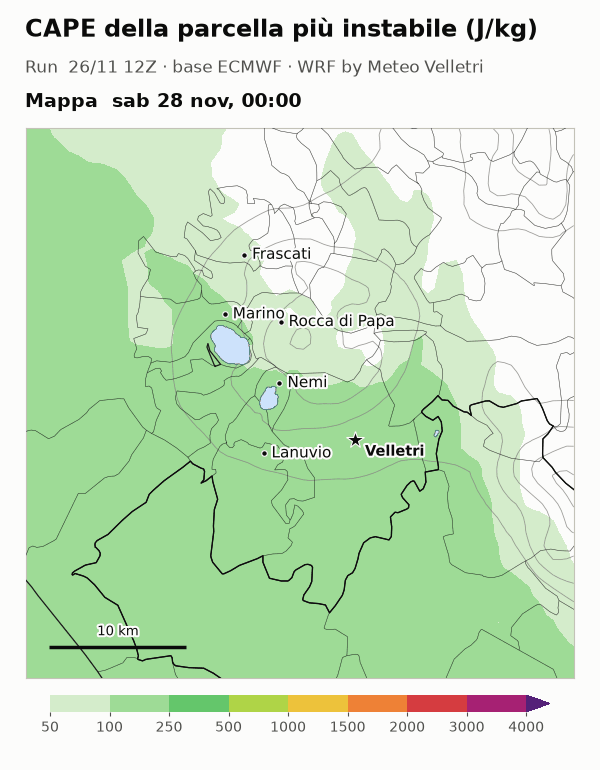 CAPE della parcella più instabile (J/kg)
Run  26/11 12Z · base ECMWF · WRF by Meteo Velletri
Mappa  sab 28 nov, 00:00
Frascati
Marino
Rocca di Papa
Nemi
Lanuvio
Velletri
10 km
50 100 250 500 1000 1500 2000 3000 4000